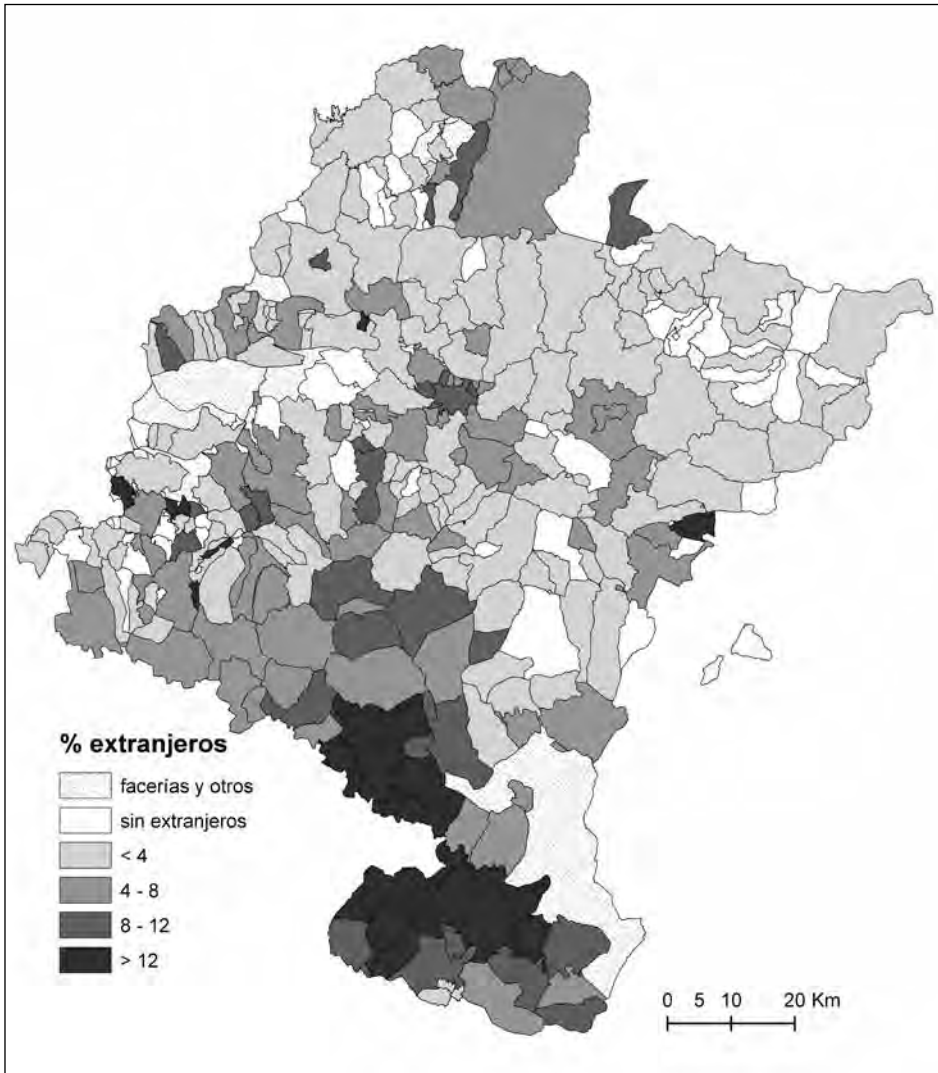 % extranjeros
facerías y otros
sin extranjeros
< 4
4 - 8
8 - 12
> 12
0 5 10 20 Km